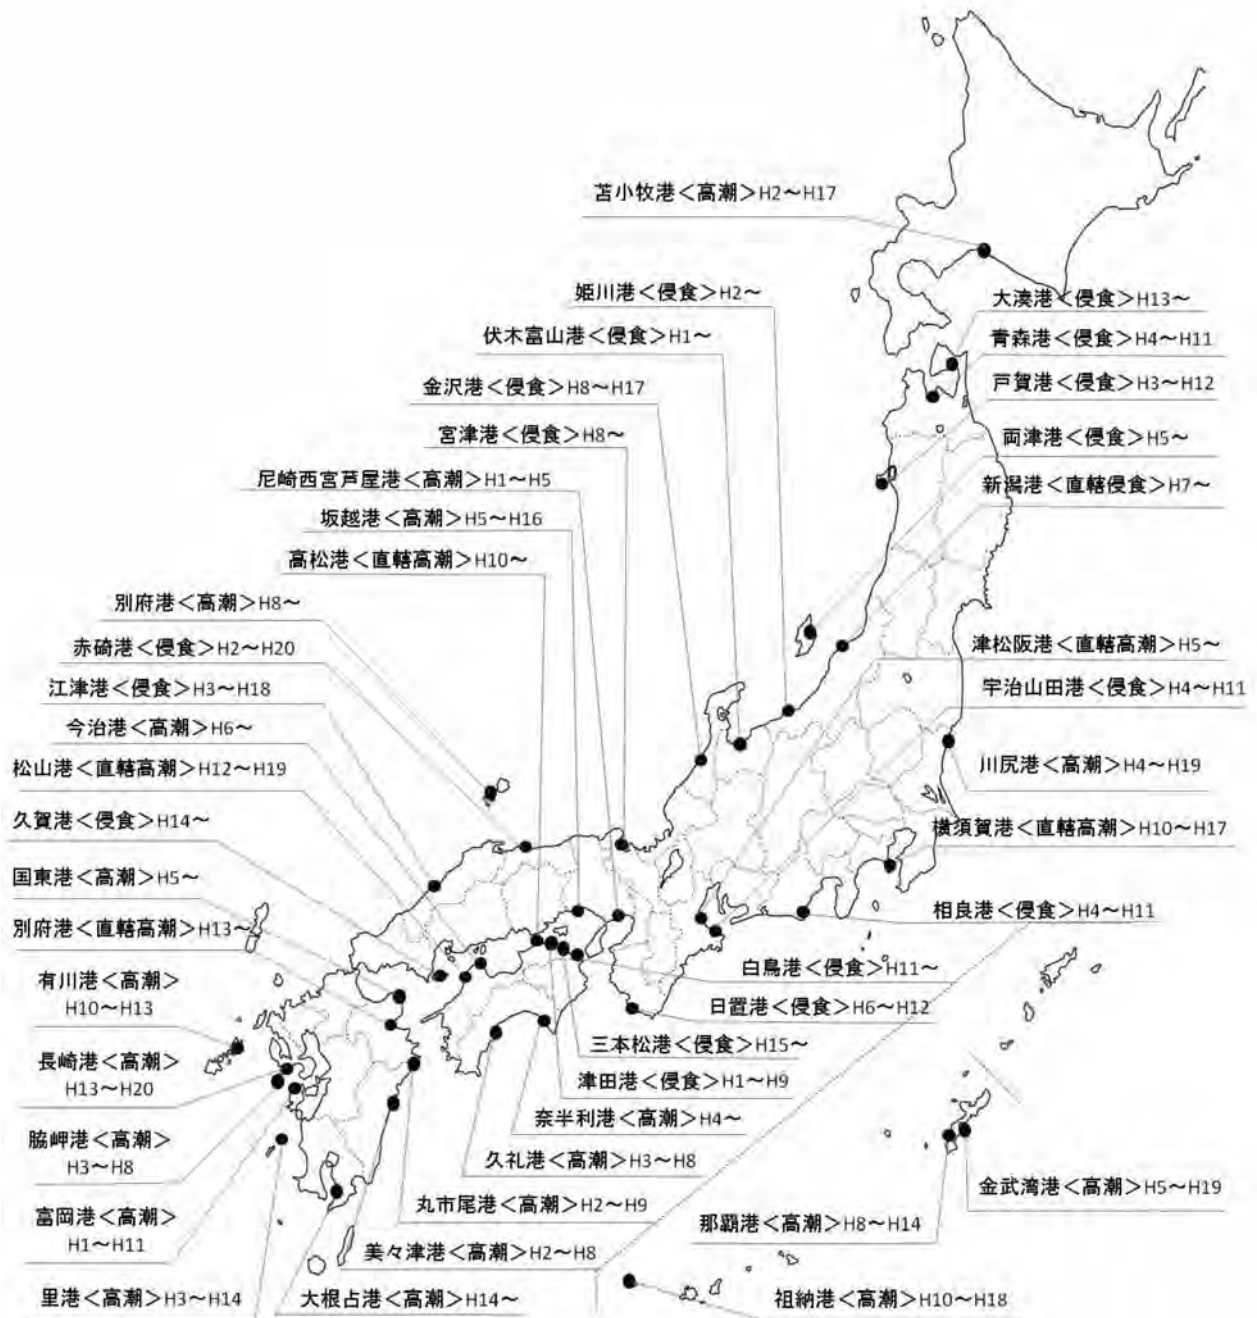 苫小牧港＜高潮＞H2～H17
姫川港＜侵食＞H2～
伏木富山港＜侵食＞H1～
金沢港＜侵食＞H8～H17
宮津港＜侵食＞H8～
尼崎西宮芦屋港＜高潮＞H1～H5
坂越港＜高潮＞H5～H16
高松港＜直轄高潮＞H10～
別府港＜高潮＞H8～
赤碕港＜侵食＞H2～H20
江津港＜侵食＞H3～H18
今治港＜高潮＞H6～
松山港＜直轄高潮＞H12～H19
久賀港＜侵食＞H14～
国東港＜高潮＞H5～
別府港＜直轄高潮＞H13～
有川港＜高潮＞
H10～H13
長崎港＜高潮＞
H13～H20
脇岬港＜高潮＞
H3～H8
富岡港＜高潮＞
H1～H11
里港＜高潮＞H3～H14
大根占港＜高潮＞H14～
美々津港＜高潮＞H2～H8
丸市尾港＜高潮＞H2～H9
久礼港＜高潮＞H3～H8
奈半利港＜高潮＞H4～
津田港＜侵食＞H1～H9
三本松港＜侵食＞H15～
日置港＜侵食＞H6～H12
白鳥港＜侵食＞H11～
大湊港＜侵食＞H13～
青森港＜侵食＞H4～H11
戸賀港＜侵食＞H3～H12
両津港＜侵食＞H5～
新潟港＜直轄侵食＞H7～
津松阪港＜直轄高潮＞H5～
宇治山田港＜侵食＞H4～H11
川尻港＜高潮＞H4～H19
横須賀港＜直轄高潮＞H10～H17
相良港＜侵食＞H4～H11
金武湾港＜高潮＞H5～H19
那覇港＜高潮＞H8～H14
祖納港＜高潮＞H10～H18